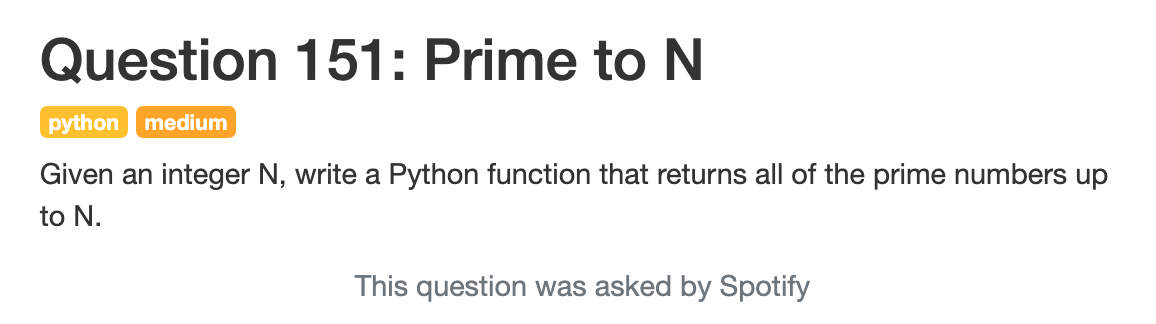 Question 151: Prime to N
python medium
Given an integer N, write a Python function that returns all of the prime numbers up
to N.
This question was asked by Spotify